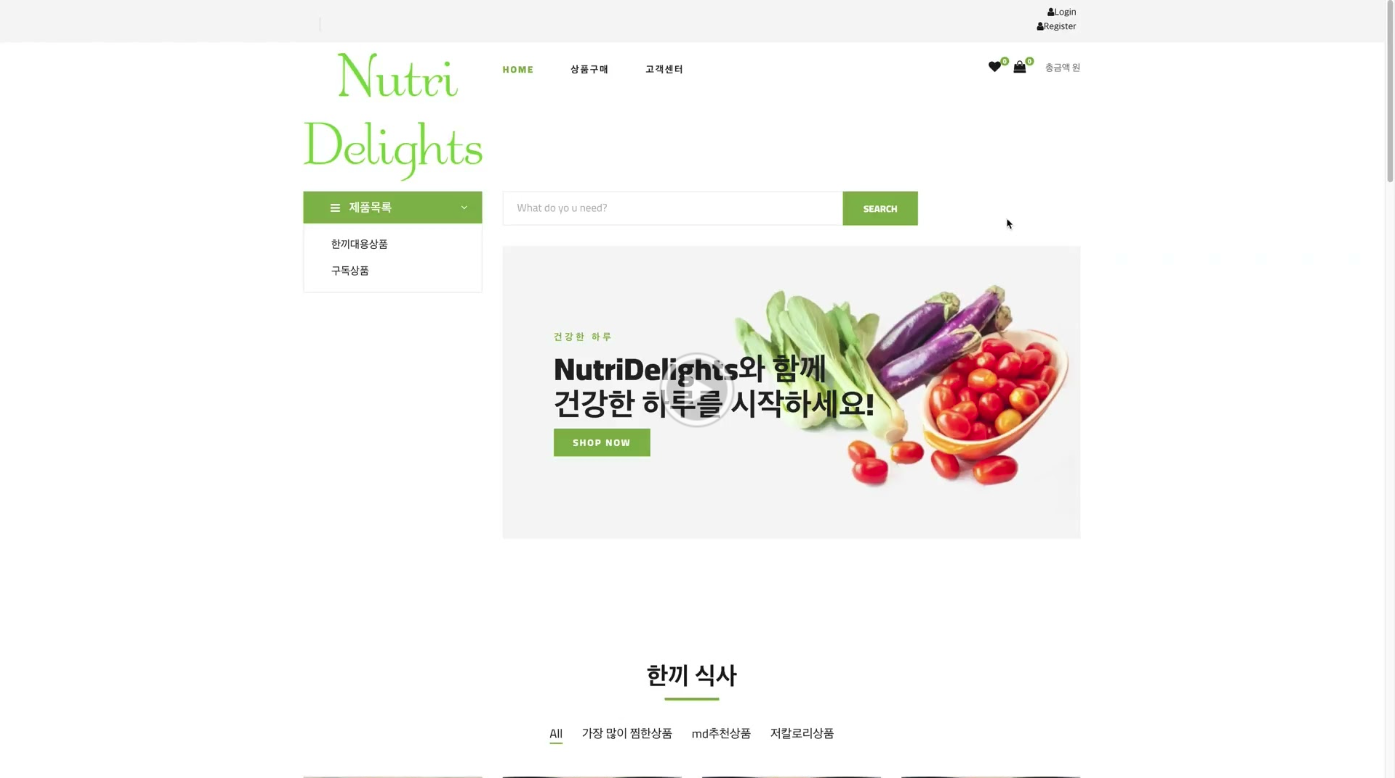 Login
Register
Nutri
Delights
HOME 상품구매 고객센터
0 0 총금액 원
제품목록
What do yo u need? SEARCH
한끼대용상품
구독상품
건강한 하루
NutriDelights와 함께
건강한 하루를 시작하세요!
SHOP NOW
한끼 식사
All 가장 많이 찜한상품 md추천상품 저칼로리상품